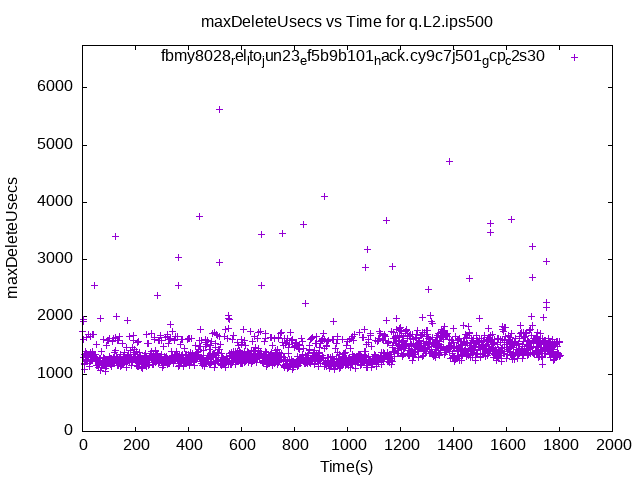 maxDeleteUsecs vs Time for q.L2.ips500
fbmy8028relltojun23ef5b9b101hack.cy9c7j501gcpc2s30
6000
5000
4000
3000
2000
1000
0
maxDeleteUsecs
0 200 400 600 800 1000 1200 1400 1600 1800 2000
Time(s)